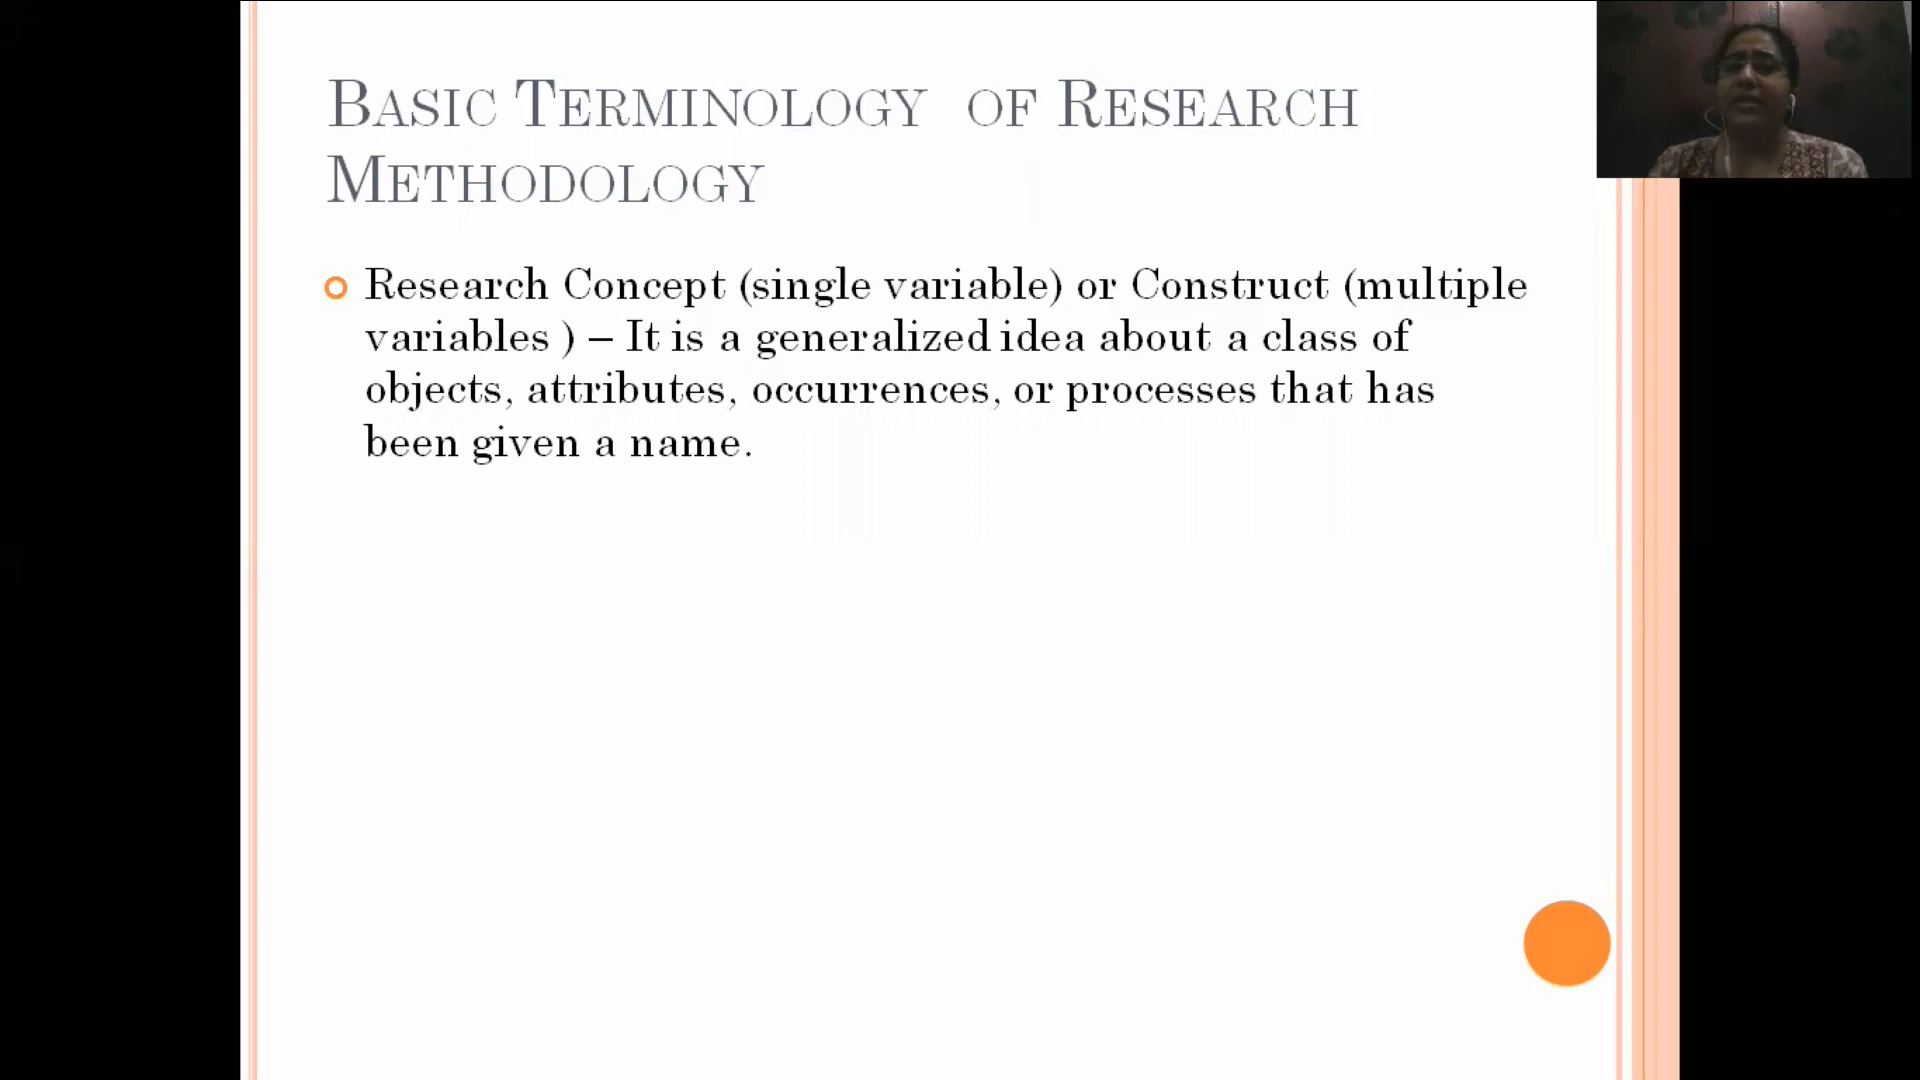 BASIC TERMINOLOGY OF RESEARCH
METHODOLOGY
Research Concept (single variable) or Construct (multiple
variables ) – It is a generalized idea about a class of
objects, attributes, occurrences, or processes that has
been given a name.